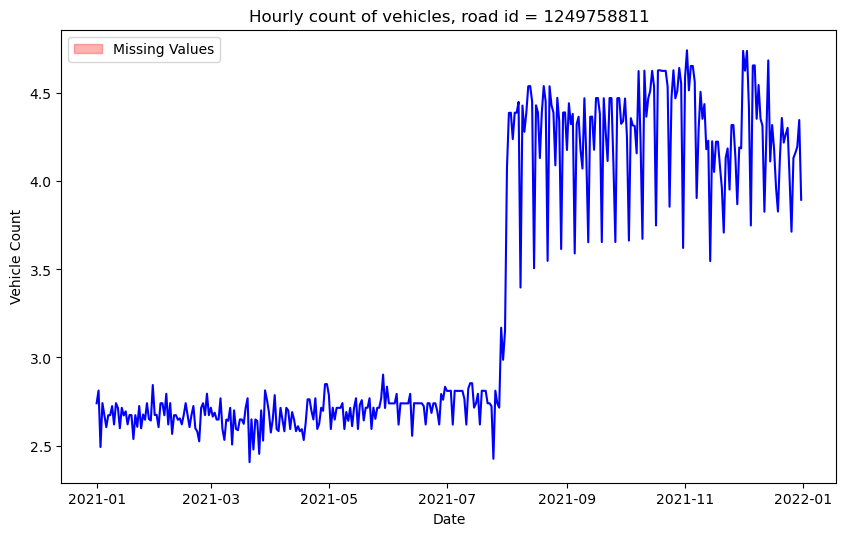 Hourly count of vehicles, road id = 1249758811
Missing Values
Vehicle Count
4.5
4.0
3.5
3.0
2.5
2021-01 2021-03 2021-05 2021-07 2021-09 2021-11 2022-01
Date